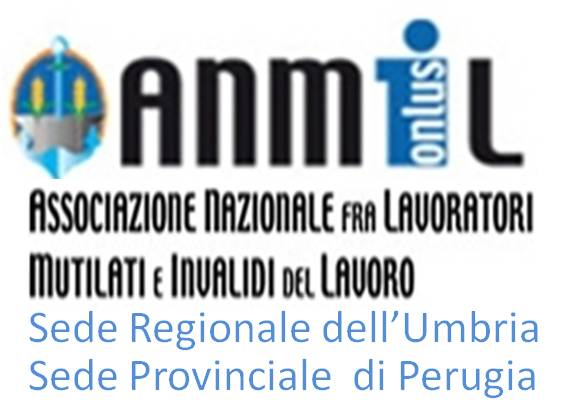 ANMIL
onlus
ASSOCIAZIONE NAZIONALE FRA LAVORATORI
MUTILATI E INVALIDI DEL LAVORO
Sede Regionale dell’Umbria
Sede Provinciale di Perugia